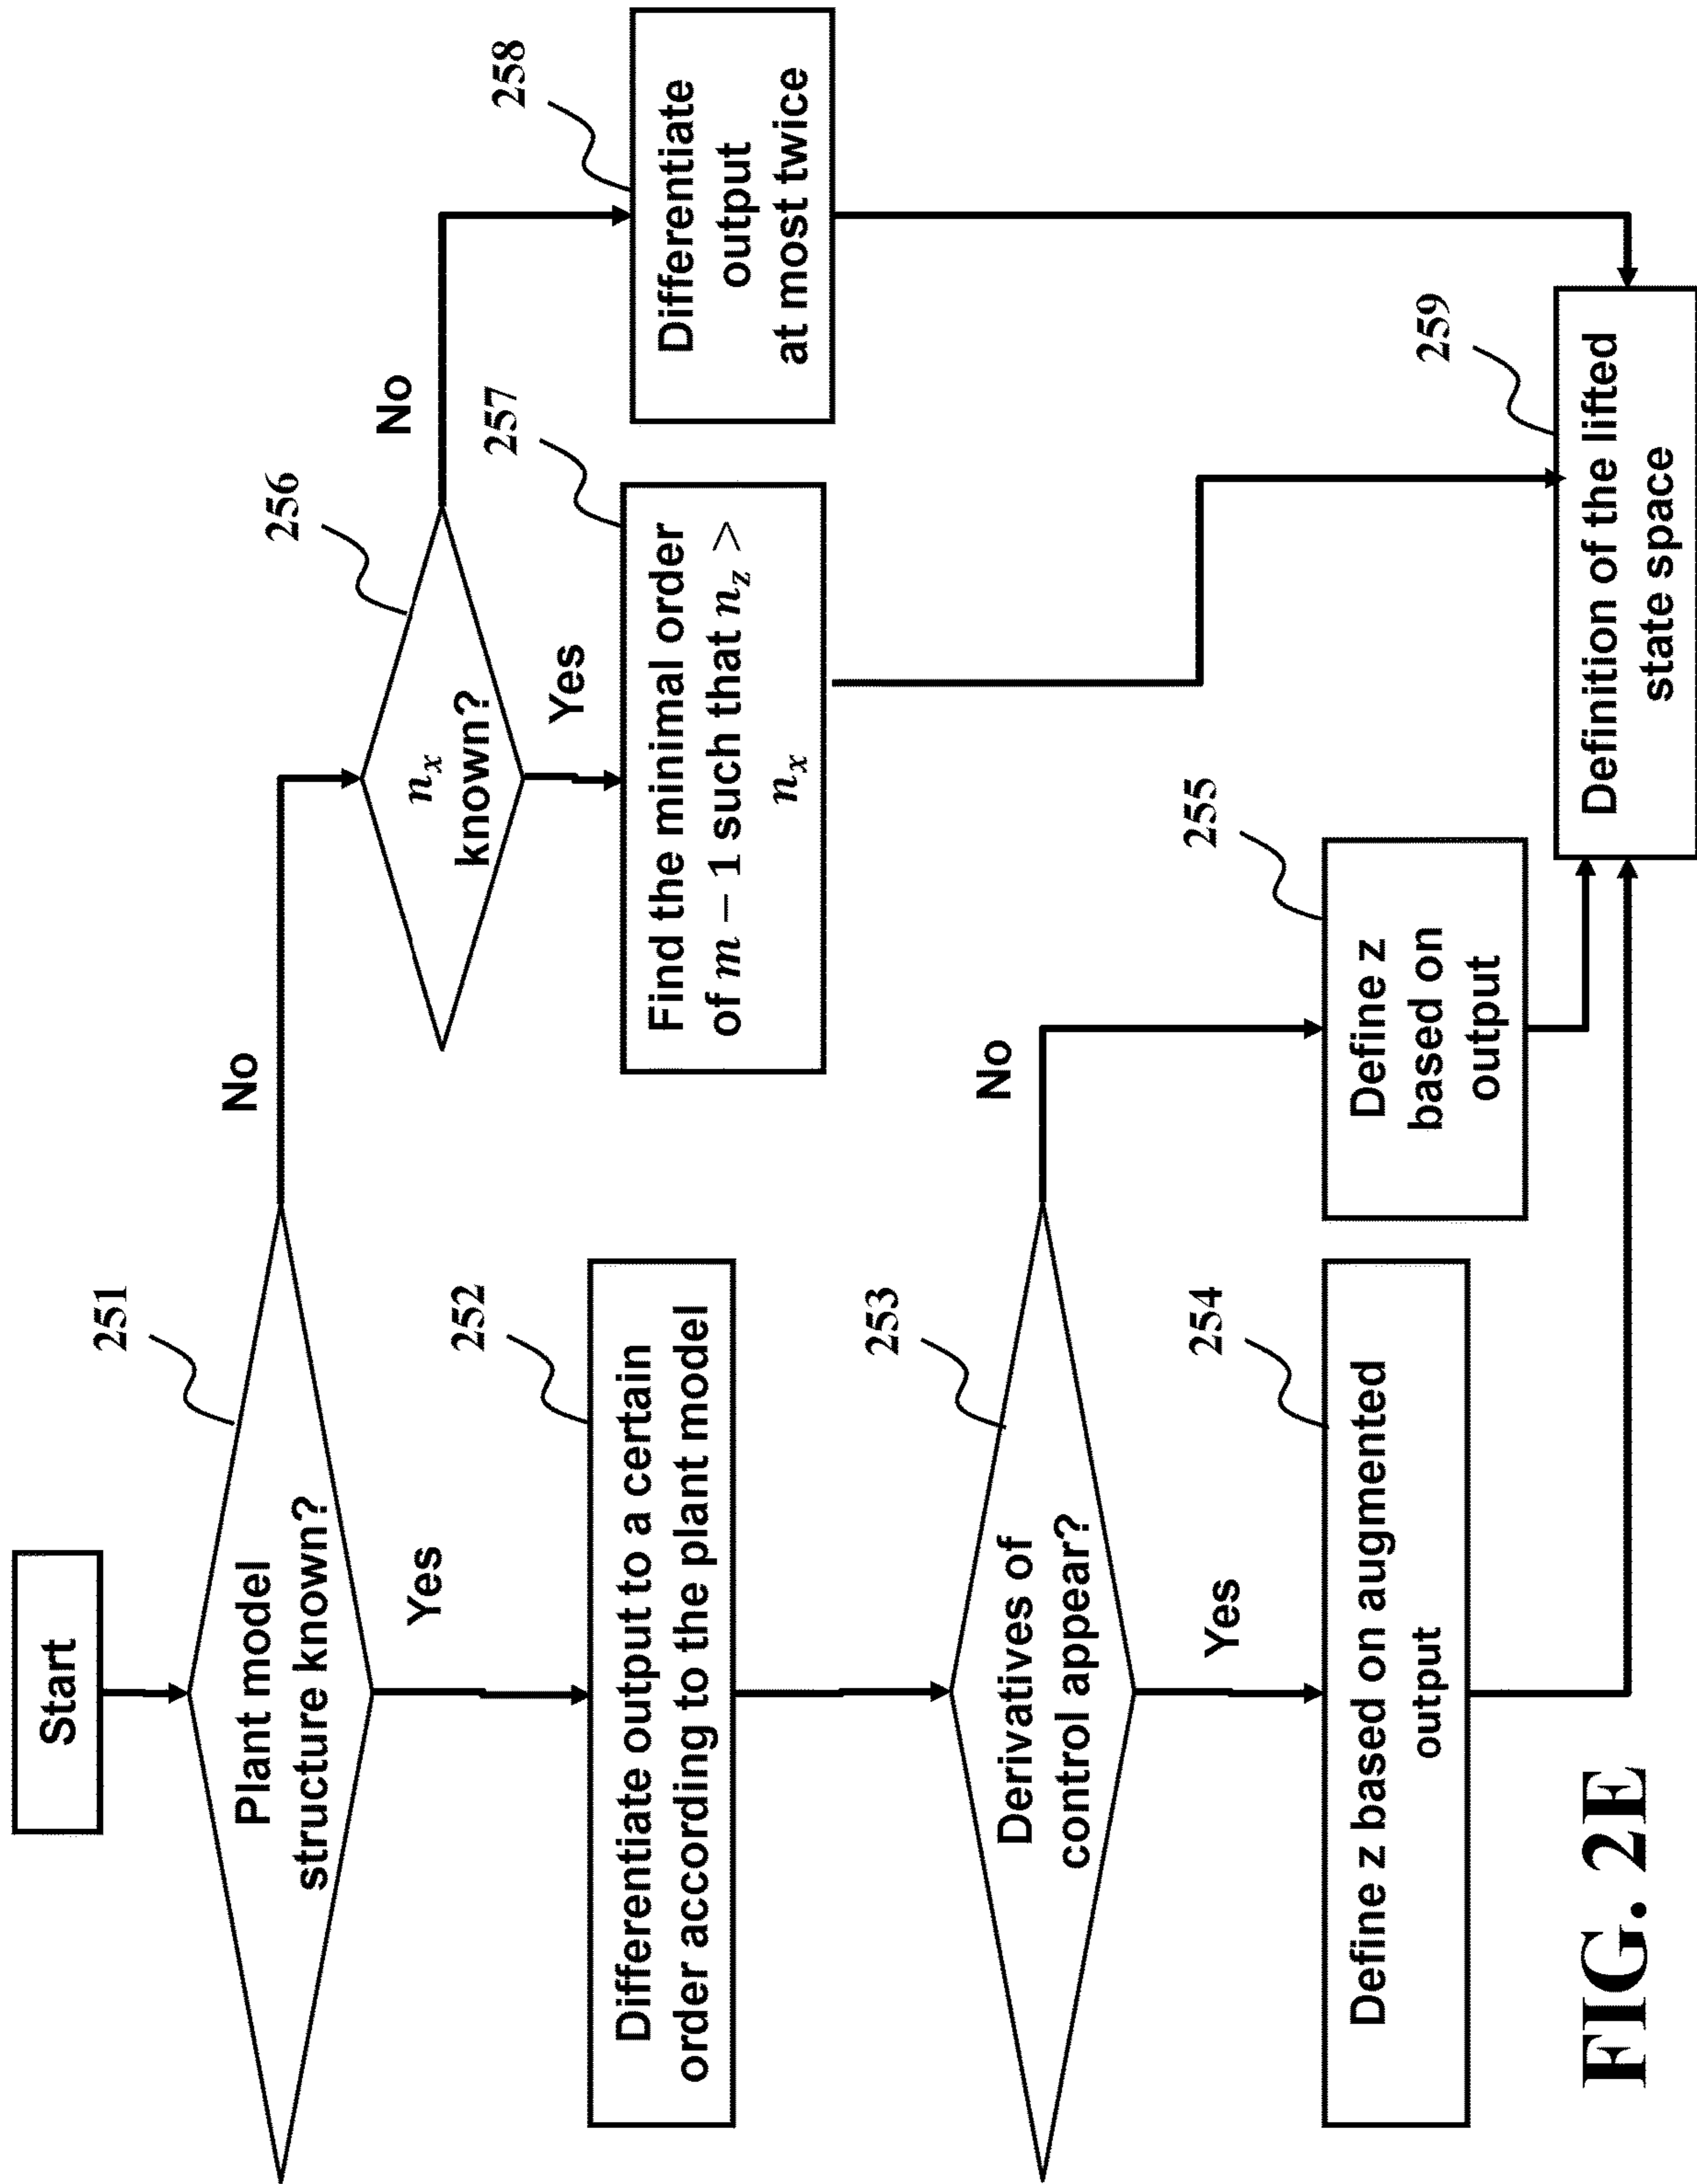 Start
251
Plant model
structure known?
No
Yes
256
n_x
known?
No
Yes
252
Differentiate output to a certain
order according to the plant model
257
Find the minimal order
of m − 1 such that n_z >
n_x
258
Differentiate
output
at most twice
253
Derivatives of
control appear?
No
Yes
254
Define z based on augmented
output
255
Define z
based on
output
259
Definition of the lifted
state space
FIG. 2E